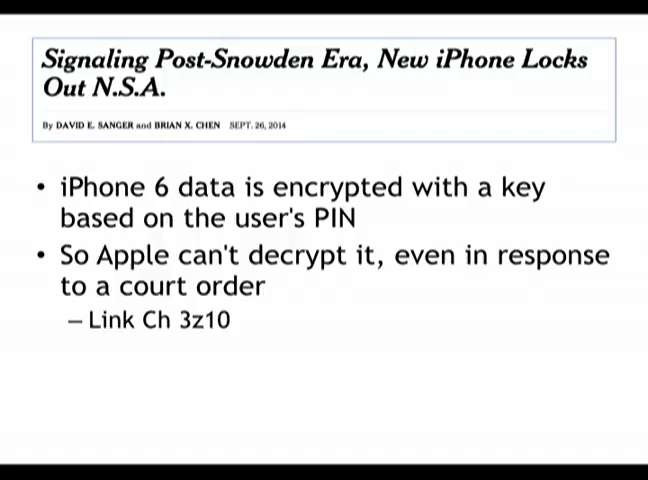 Signaling Post-Snowden Era, New iPhone Locks
Out N.S.A.
By DAVID E. SANGER and BRIAN X. CHEN SEPT. 26, 2014
• iPhone 6 data is encrypted with a key
based on the user's PIN
• So Apple can't decrypt it, even in response
to a court order
– Link Ch 3z10